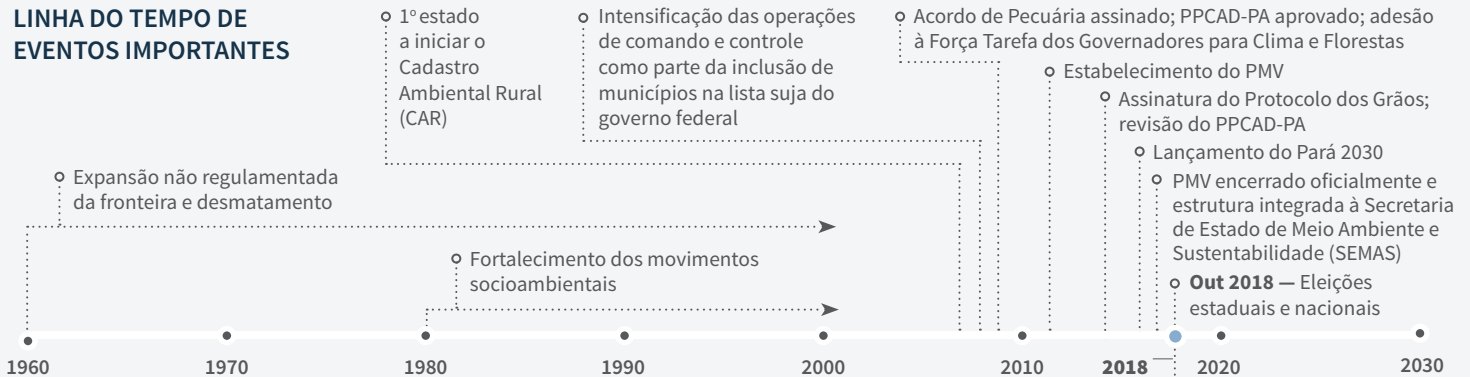 LINHA DO TEMPO DE
EVENTOS IMPORTANTES
1º estado
a iniciar o
Cadastro
Ambiental Rural
(CAR)
Intensificação das operações
de comando e controle
como parte da inclusão de
municípios na lista suja do
governo federal
Acordo de Pecuária assinado; PPCAD-PA aprovado; adesão
à Força Tarefa dos Governadores para Clima e Florestas
Estabelecimento do PMV
Assinatura do Protocolo dos Grãos;
revisão do PPCAD-PA
Lançamento do Pará 2030
PMV encerrado oficialmente e
estrutura integrada à Secretaria
de Estado de Meio Ambiente e
Sustentabilidade (SEMAS)
Out 2018 — Eleições
estaduais e nacionais
Expansão não regulamentada
da fronteira e desmatamento
Fortalecimento dos movimentos
socioambientais
1960 1970 1980 1990 2000 2010 2018 2020 2030